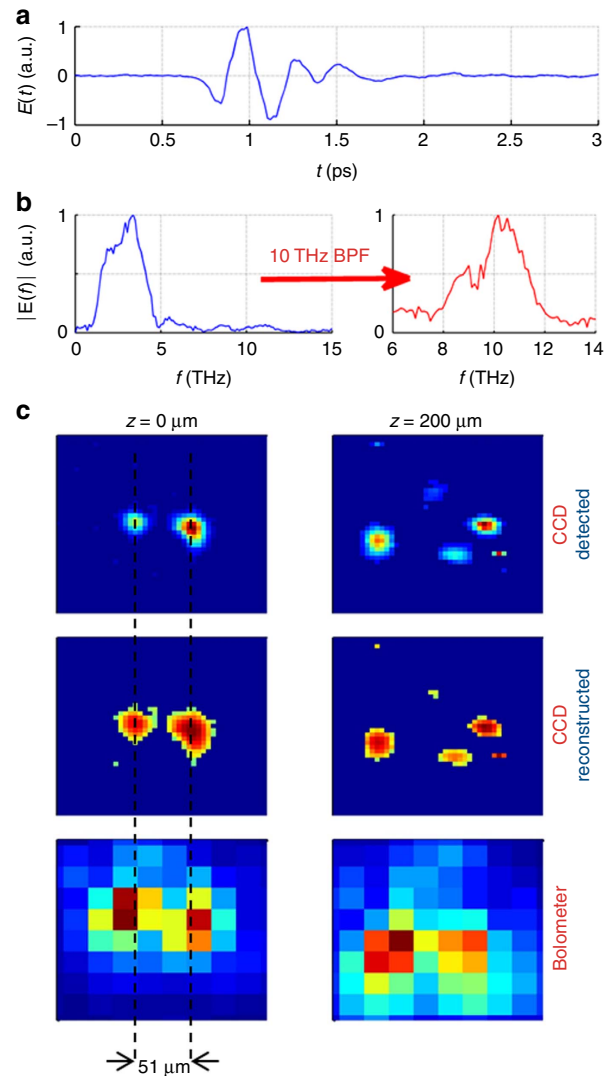 a
E(t) (a.u.)
1
0
−1
0 0.5 1 1.5 2 2.5 3
t (ps)
b
|E(f)| (a.u.)
1
0
0 5 10 15
f (THz)
10 THz BPF
1
0
6 8 10 12 14
f (THz)
c
z = 0 μm
z = 200 μm
CCD
detected
CCD
reconstructed
Bolometer
51 μm